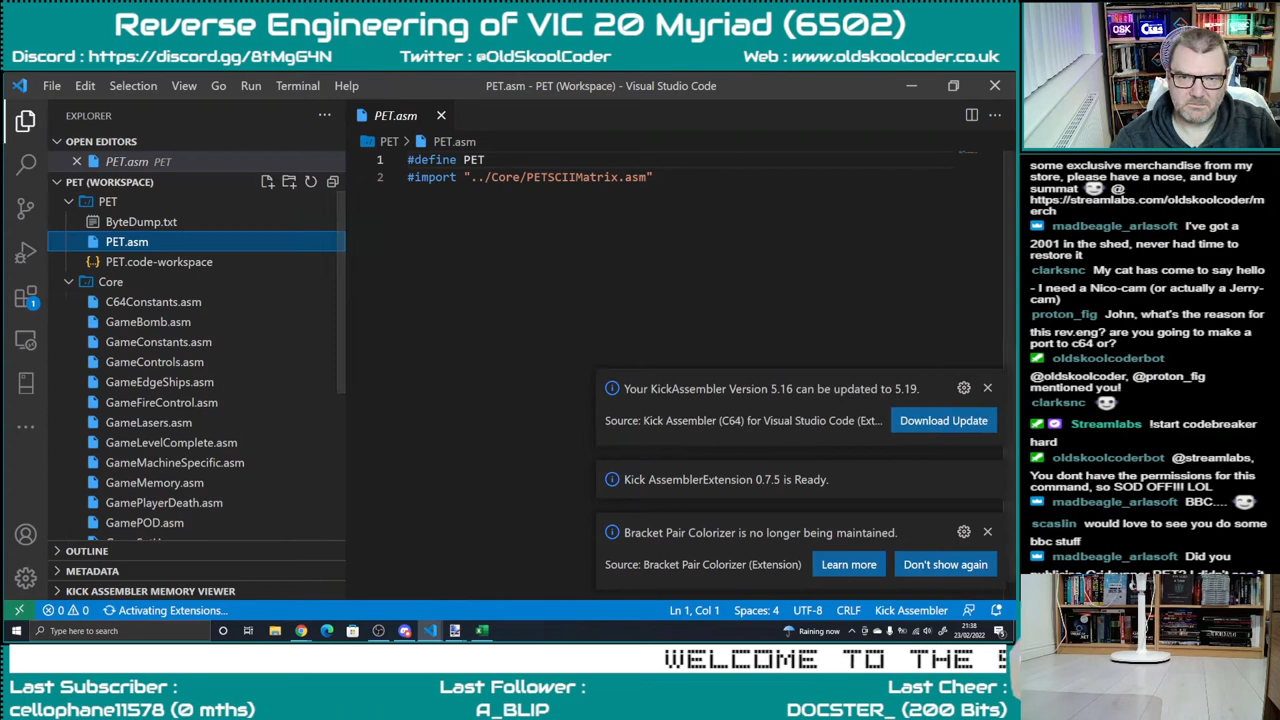 Reverse Engineering of VIC 20 Myriad (6502)
Discord : https://discord.gg/8tMgG4N
Twitter : @OldSkoolCoder
Web : www.oldskoolcoder.co.uk
File Edit Selection View Go Run Terminal Help
PET.asm - PET (Workspace) - Visual Studio Code
EXPLORER
PET.asm
OPEN EDITORS
PET > PET.asm
PET.asm PET
1 #define PET
PET (WORKSPACE)
2 #import "../Core/PETSCIIMatrix.asm"
PET
ByteDump.txt
PET.asm
PET.code-workspace
Core
C64Constants.asm
GameBomb.asm
GameConstants.asm
GameControls.asm
GameEdgeShips.asm
GameFireControl.asm
GameLasers.asm
GameLevelComplete.asm
GameMachineSpecific.asm
GameMemory.asm
GamePlayerDeath.asm
GamePOD.asm
OUTLINE
METADATA
KICK ASSEMBLER MEMORY VIEWER
1
Your KickAssembler Version 5.16 can be updated to 5.19.
Source: Kick Assembler (C64) for Visual Studio Code (Ext...
Download Update
Kick AssemblerExtension 0.7.5 is Ready.
Bracket Pair Colorizer is no longer being maintained.
Source: Bracket Pair Colorizer (Extension)
Learn more
Don't show again
0 0 Activating Extensions...
Ln 1, Col 1 Spaces: 4 UTF-8 CRLF Kick Assembler
Type here to search
Raining now
21:38
23/02/2022
OSK
some exclusive merchandise from my
store, please have a nose, and buy
summat @
https://streamlabs.com/oldskoolcoder/m
erch
madbeagle_arlasoft I've got a
2001 in the shed, never had time to
restore it
clarksnc My cat has come to say hello
- I need a Nico-cam (or actually a Jerry-
cam)
proton_fig John, what's the reason for
this rev.eng? are you going to make a
port to c64 or?
oldskoolcoderbot
@oldskoolcoder, @proton_fig
mentioned you!
clarksnc
Streamlabs !start codebreaker
hard
oldskoolcoderbot @streamlabs,
You dont have the permissions for this
command, so SOD OFF!!! LOL
madbeagle_arlasoft BBC....
scaslin would love to see you do some
bbc stuff
madbeagle_arlasoft Did you
WELCOME TO THE
Last Subscriber :
cellophane11578 (0 mths)
Last Follower :
A_BLIP
Last Cheer :
DOCSTER_ (200 Bits)